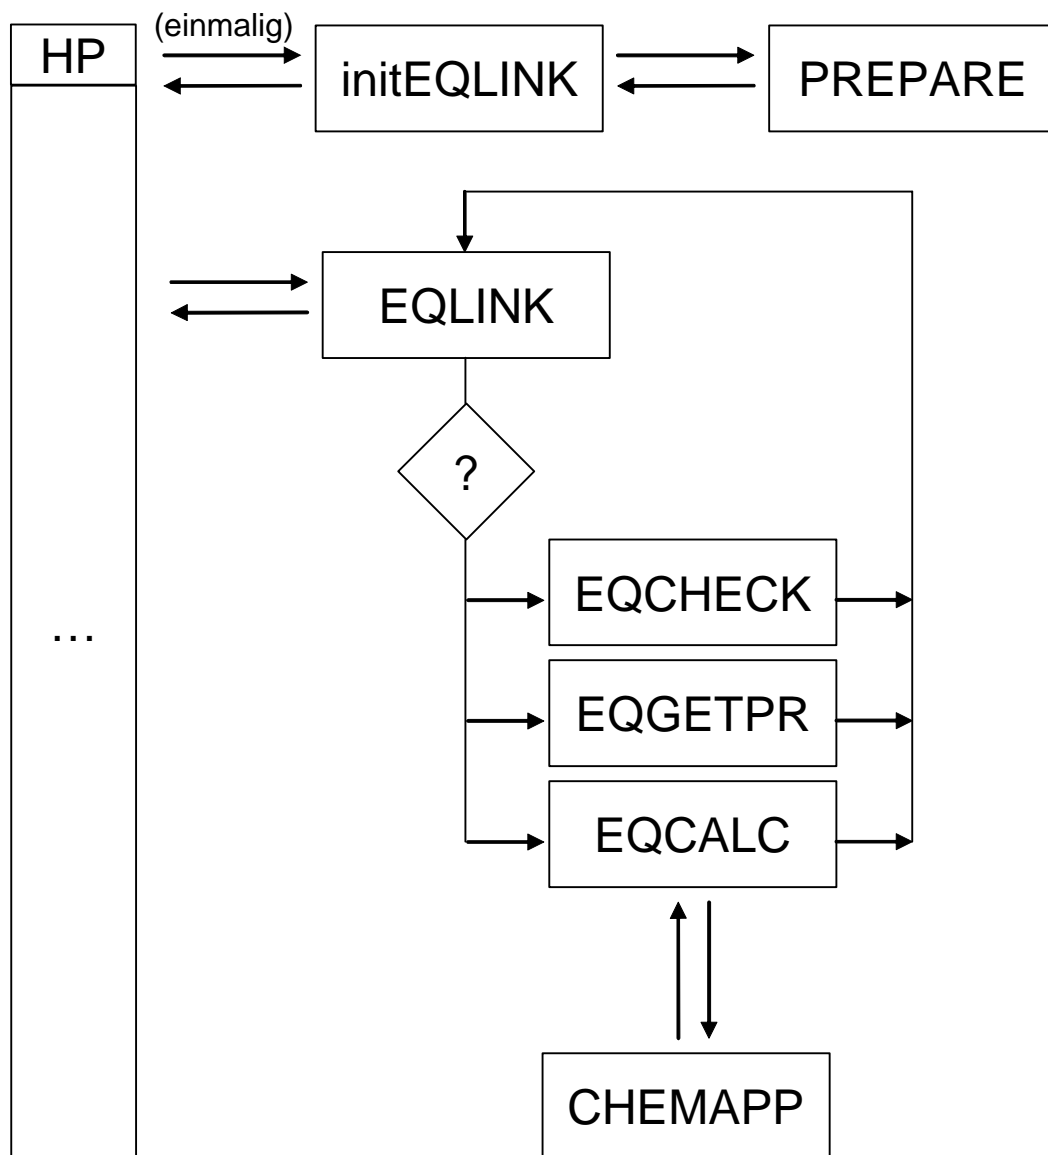 (einmalig)
HP
initEQLINK
PREPARE
EQLINK
?
EQCHECK
...
EQGETPR
EQCALC
CHEMAPP